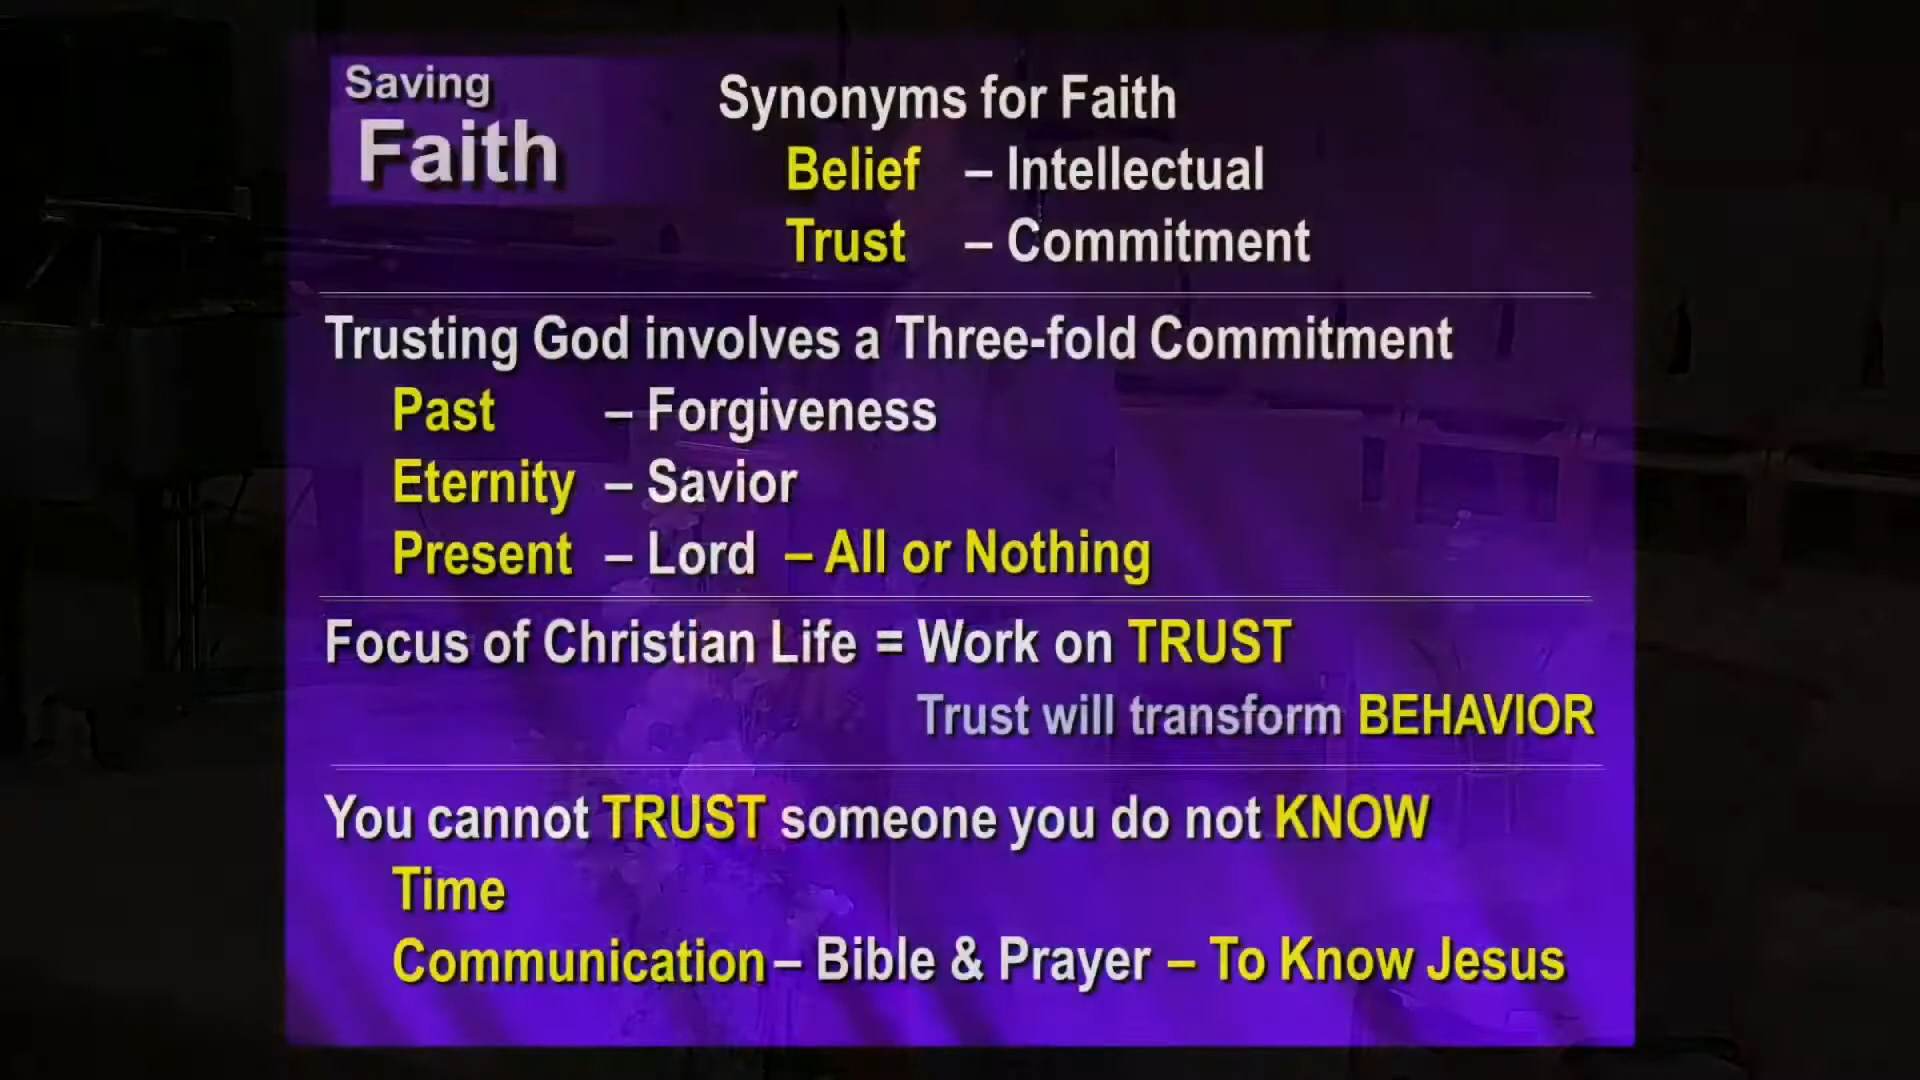 Saving
Faith
Synonyms for Faith
Belief – Intellectual
Trust – Commitment
Trusting God involves a Three-fold Commitment
Past – Forgiveness
Eternity – Savior
Present – Lord – All or Nothing
Focus of Christian Life = Work on TRUST
Trust will transform BEHAVIOR
You cannot TRUST someone you do not KNOW
Time
Communication – Bible & Prayer – To Know Jesus